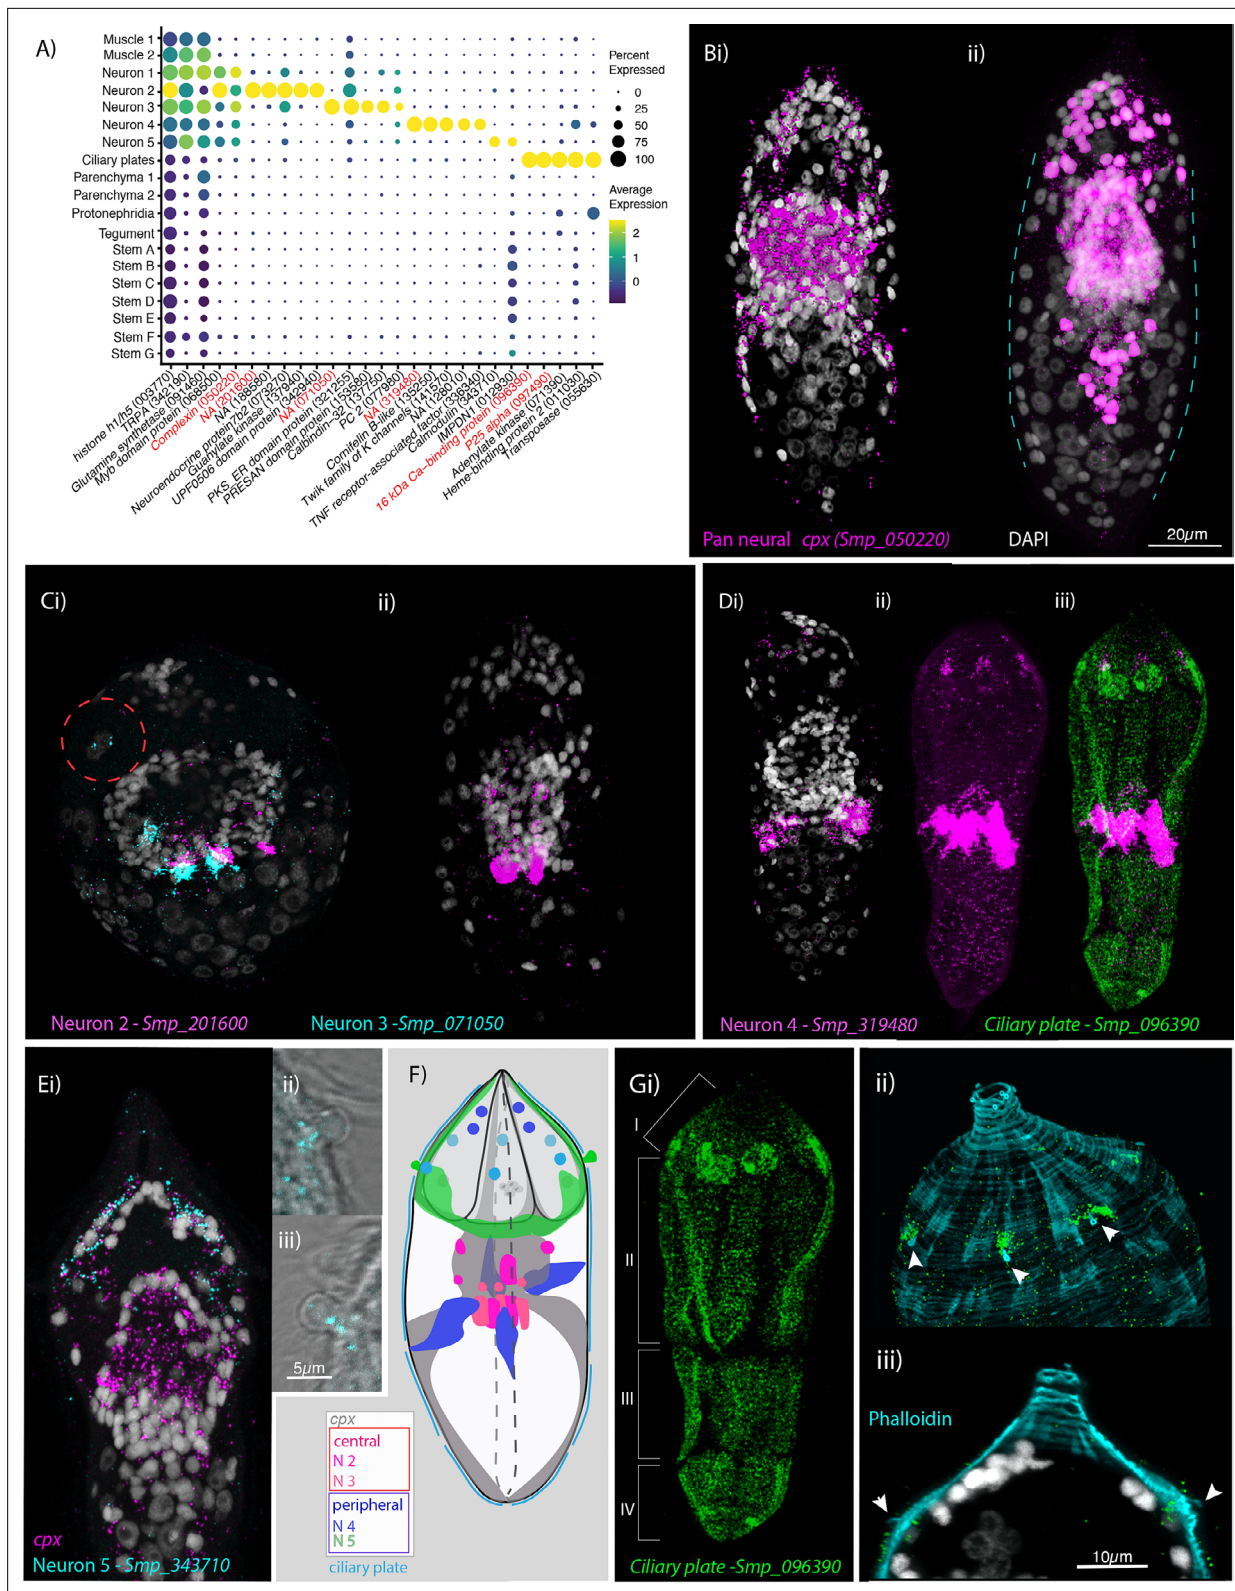 A)
Muscle 1
Muscle 2
Neuron 1
Neuron 2
Neuron 3
Neuron 4
Neuron 5
Ciliary plates
Parenchyma 1
Parenchyma 2
Protonephridia
Tegument
Stem A
Stem B
Stem C
Stem D
Stem E
Stem F
Stem G
Percent
Expressed
0
25
50
75
100
Average
Expression
2
1
0
histone h1/h5 (003770)
TRPA (342190)
Glutamine synthetase (091460)
Myb domain protein (068500)
Complexin (050220)
NA (201600)
NA (188680)
Neuroendocrine protein 7b2 (073270)
Guanylate kinase (137940)
UPF0506 domain protein (342940)
NA (071050)
PKS_ER domain protein (321255)
PRESAN domain protein (153580)
Calbindin-32 (137750)
PC 2 (077980)
NA (319480)
Cornifelin B-like (135250)
Twik family of K channels (141570)
NA (128010)
TNF receptor-associated factor (386340)
Calmodulin (343710)
IMPDN1 (012930)
16 kDa Ca-binding protein (096390)
P25 alpha (097490)
Adenylate kinase (071390)
Heme-binding protein 2 (011030)
Transposase (055690)
Bi)
ii)
Pan neural cpx (Smp_050220)
DAPI
20µm
Ci)
ii)
Neuron 2 - Smp_201600
Neuron 3 -Smp_071050
Di)
ii)
iii)
Neuron 4 - Smp_319480
Ciliary plate - Smp_096390
Ei)
ii)
iii)
5µm
cpx
Neuron 5 - Smp_343710
F)
cpx
central
N 2
N 3
peripheral
N 4
N 5
ciliary plate
Gi)
I
II
III
IV
Ciliary plate -Smp_096390
ii)
iii)
Phalloidin
10µm